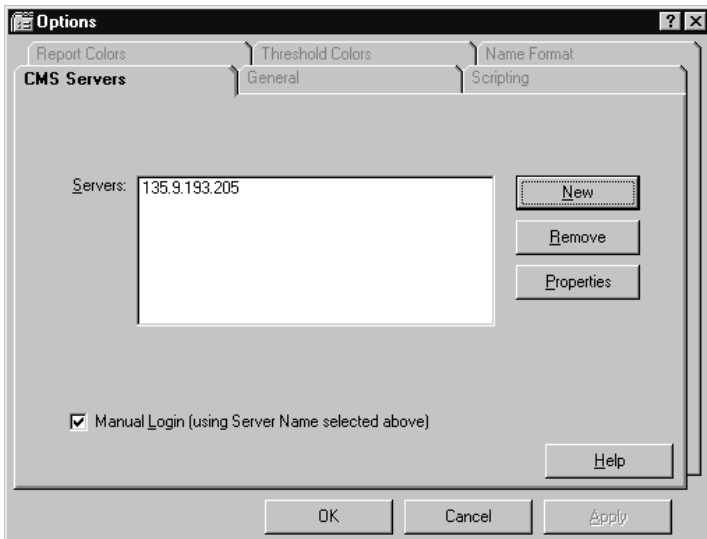 Options
Report Colors Threshold Colors Name Format
CMS Servers General Scripting
Servers: 135.9.193.205 New
Remove
Properties
Manual Login (using Server Name selected above)
Help
OK Cancel Apply